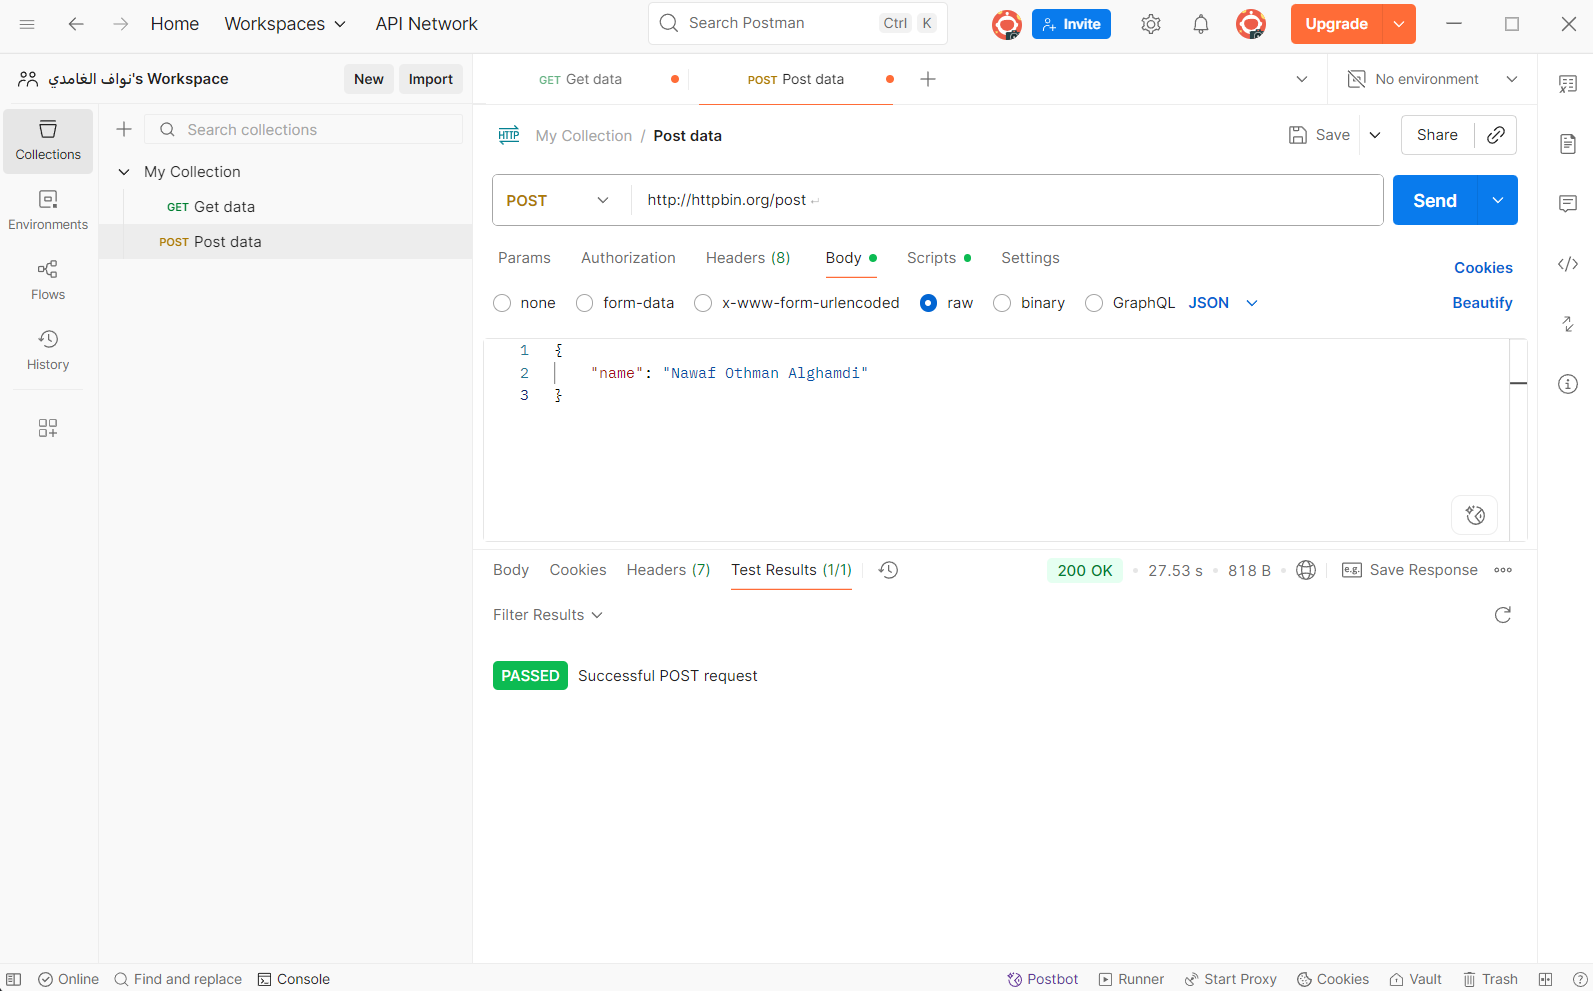 Home Workspaces API Network Search Postman Ctrl K Invite Upgrade
نواف الغامدي's Workspace New Import GET Get data POST Post data No environment
Search collections
Collections
My Collection
GET Get data
POST Post data
Environments
Flows
History
HTTP My Collection / Post data Save Share
POST http://httpbin.org/post Send
Params Authorization Headers (8) Body Scripts Settings Cookies
none form-data x-www-form-urlencoded raw binary GraphQL JSON Beautify
1 {
2 "name": "Nawaf Othman Alghamdi"
3 }
Body Cookies Headers (7) Test Results (1/1) 200 OK 27.53 s 818 B e.g. Save Response
Filter Results
PASSED Successful POST request
Online Find and replace Console Postbot Runner Start Proxy Cookies Vault Trash